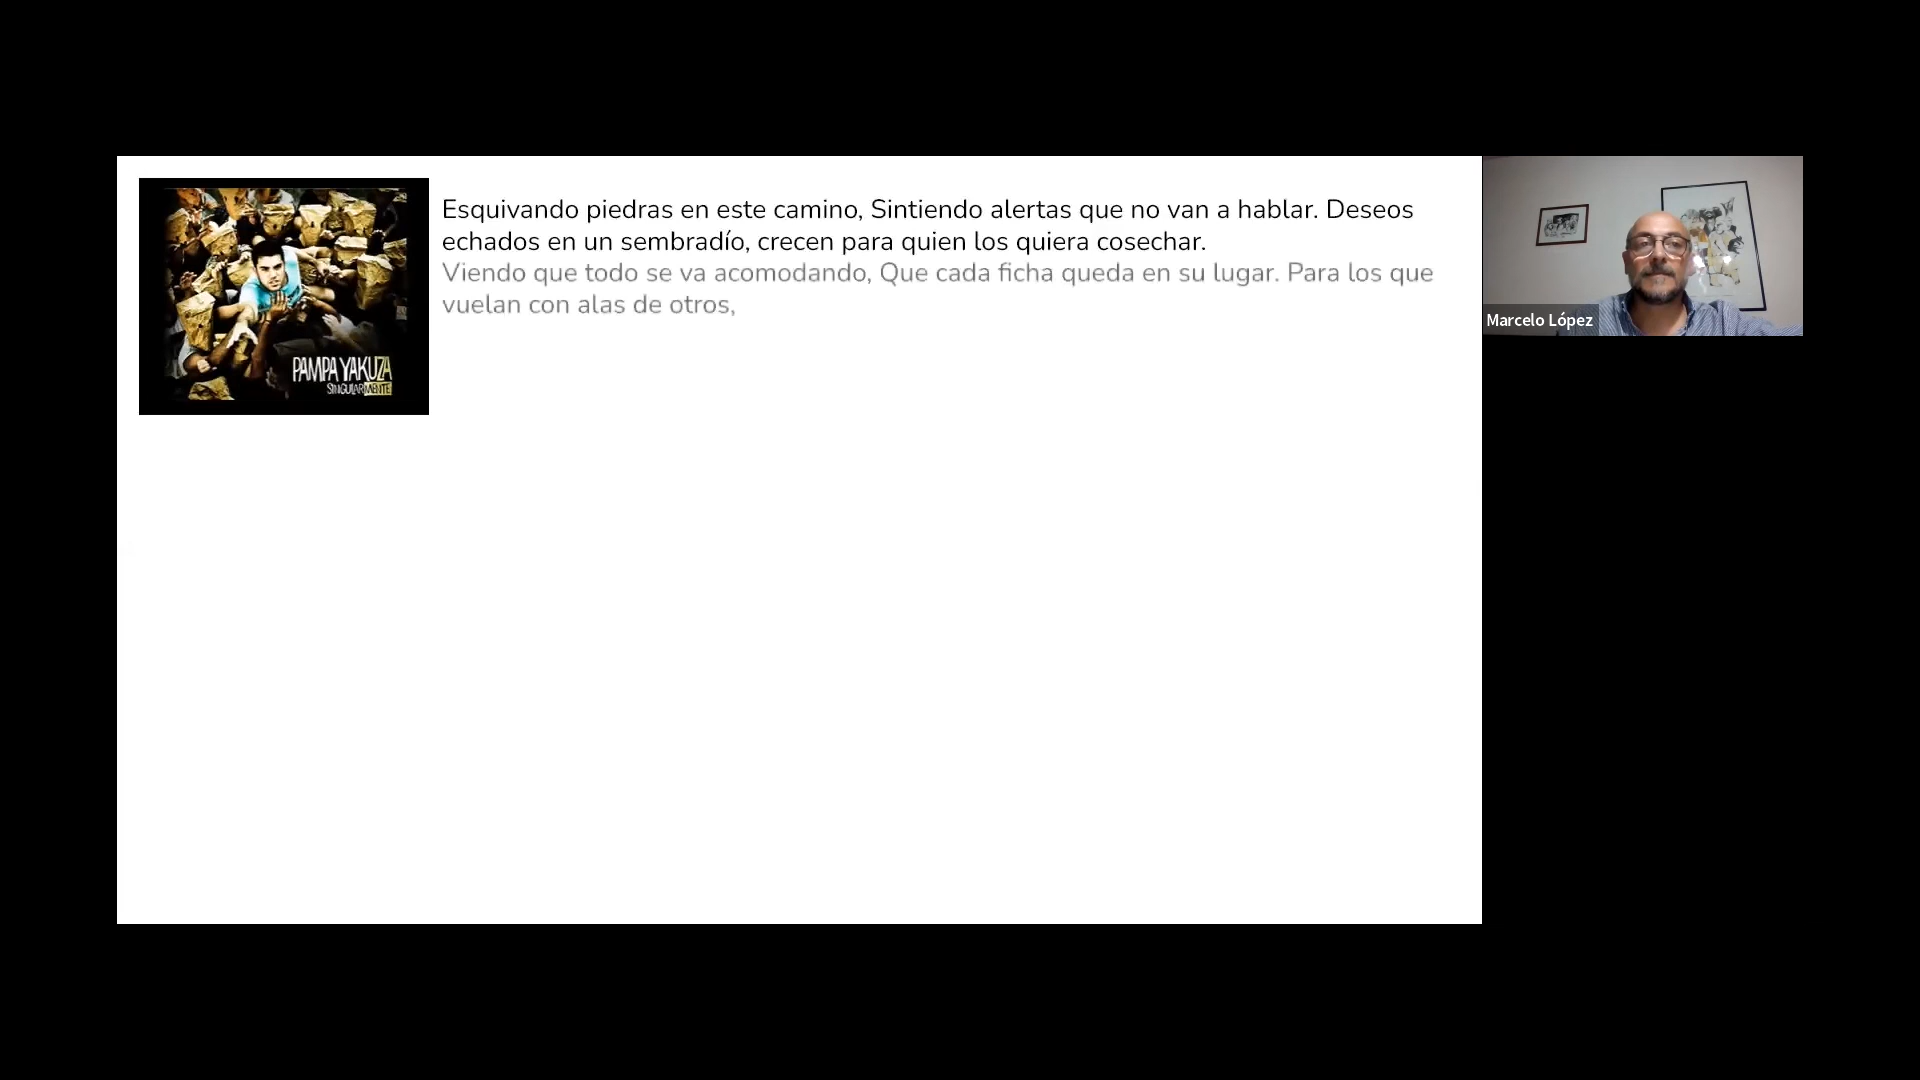 Esquivando piedras en este camino, Sintiendo alertas que no van a hablar. Deseos
echados en un sembradío, crecen para quien los quiera cosechar.
Viendo que todo se va acomodando, Que cada ficha queda en su lugar. Para los que
vuelan con alas de otros,
PAMPA YAKUZA
SINGULARMENTE
Marcelo López